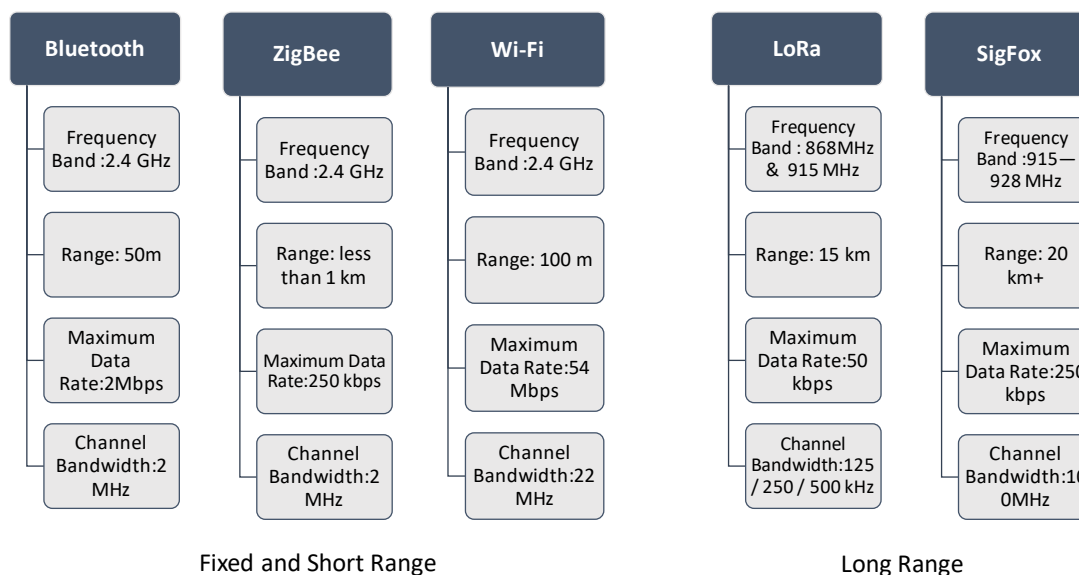 Bluetooth
Frequency
Band :2.4 GHz
Range: 50m
Maximum
Data
Rate:2Mbps
Channel
Bandwidth:2
MHz
ZigBee
Frequency
Band :2.4 GHz
Range: less
than 1 km
Maximum Data
Rate:250 kbps
Channel
Bandwidth:2
MHz
Wi-Fi
Frequency
Band :2.4 GHz
Range: 100 m
Maximum
Data Rate:54
Mbps
Channel
Bandwidth:22
MHz
Fixed and Short Range
LoRa
Frequency
Band : 868MHz
& 915 MHz
Range: 15 km
Maximum
Data Rate:50
kbps
Channel
Bandwidth:125
/ 250 / 500 kHz
SigFox
Frequency
Band :915—
928 MHz
Range: 20
km+
Maximum
Data Rate:250
kbps
Channel
Bandwidth:10
0MHz
Long Range